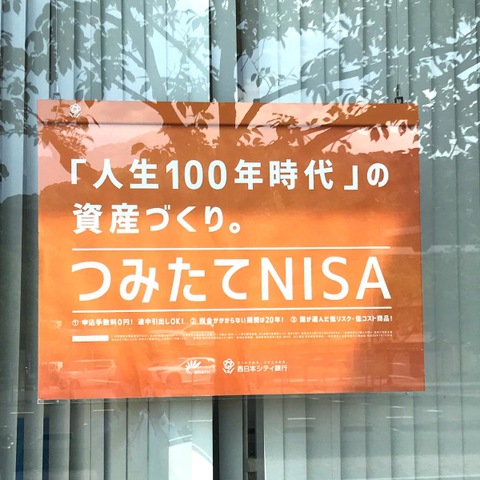 「人生100年時代」の
資産づくり。
つみたてNISA
① 申込手数料0円！ 途中引出しOK！ ② 税金がかからない期間は20年！ ③ 国が選んだ低リスク・低コスト商品！
西日本シティ銀行